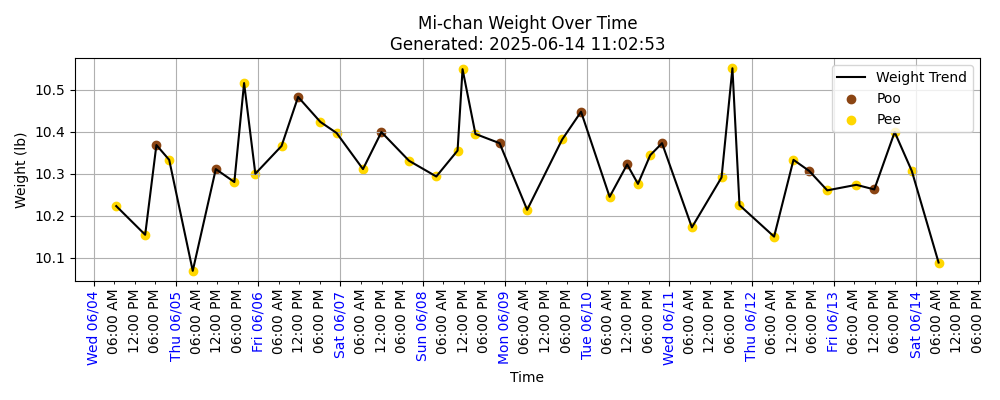 Mi-chan Weight Over Time
Generated: 2025-06-14 11:02:53
Weight Trend
Poo
Pee
Weight (lb)
10.5
10.4
10.3
10.2
10.1
Wed 06/04
06:00 AM
12:00 PM
06:00 PM
Thu 06/05
06:00 AM
12:00 PM
06:00 PM
Fri 06/06
06:00 AM
12:00 PM
06:00 PM
Sat 06/07
06:00 AM
12:00 PM
06:00 PM
Sun 06/08
06:00 AM
12:00 PM
06:00 PM
Mon 06/09
06:00 AM
12:00 PM
06:00 PM
Tue 06/10
06:00 AM
12:00 PM
06:00 PM
Wed 06/11
06:00 AM
12:00 PM
06:00 PM
Thu 06/12
06:00 AM
12:00 PM
06:00 PM
Fri 06/13
06:00 AM
12:00 PM
06:00 PM
Sat 06/14
06:00 AM
12:00 PM
06:00 PM
Time